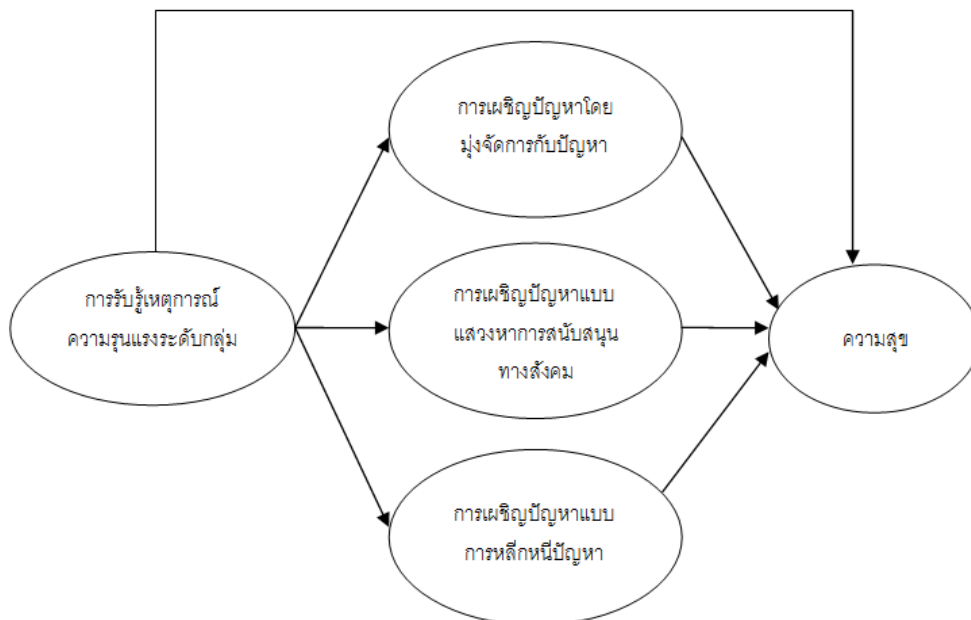 การเผชิญปัญหาโดย
มุ่งจัดการกับปัญหา
การรับรู้เหตุการณ์
ความรุนแรงระดับกลุ่ม
การเผชิญปัญหาแบบ
แสวงหาการสนับสนุน
ทางสังคม
ความสุข
การเผชิญปัญหาแบบ
การหลีกหนีปัญหา